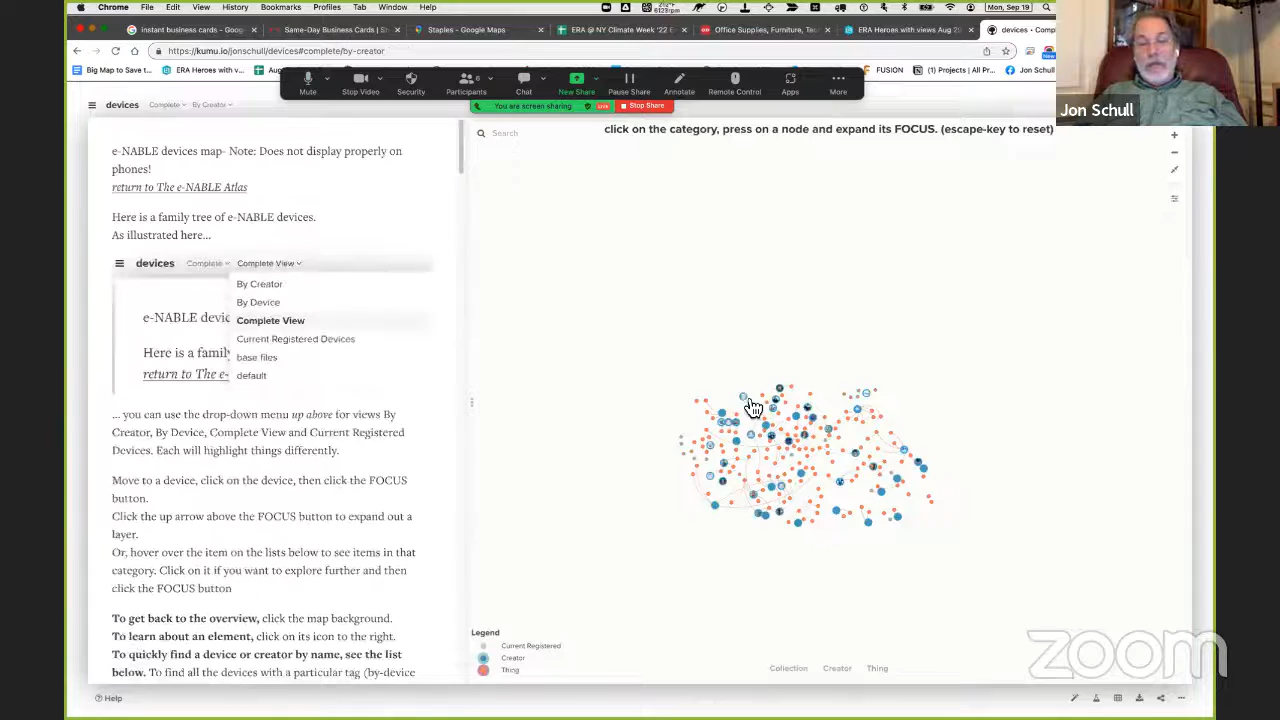 Chrome File Edit View History Bookmarks Profiles Tab Window Help
Mon Sep 19
instant business cards - Goog
Same-Day Business Cards | Sh
Staples - Google Maps
ERA @ NY Climate Week '22 E
Office Supplies, Furniture, Tec
ERA Heroes with views Aug 25
devices • Com
https://kumu.io/jonschull/devices#complete/by-creator
Big Map to Save t...
ERA Heroes with v...
FUSION
(1) Projects | En P...
Jon Schull
Mute
Stop Video
Security
Participants
6
Chat
New Share
Pause Share
Annotate
Remote Control
Apps
More
You are screen sharing
LIVE
Stop Share
Jon Schull
devices Complete By Creator
Search
click on the category, press on a node and expand its FOCUS. (escape-key to reset)
e-NABLE devices map- Note: Does not display properly on
phones!
return to The e-NABLE Atlas
Here is a family tree of e-NABLE devices.
As illustrated here...
devices Complete Complete View
By Creator
By Device
Complete View
Current Registered Devices
base files
default
e-NABLE devic
Here is a family
return to The e-
... you can use the drop-down menu up above for views By
Creator, By Device, Complete View and Current Registered
Devices. Each will highlight things differently.
Move to a device, click on the device, then click the FOCUS
button.
Click the up arrow above the FOCUS button to expand out a
layer.
Or, hover over the item on the lists below to see items in that
category. Click on it if you want to explore further and then
click the FOCUS button
To get back to the overview, click the map background.
To learn about an element, click on its icon to the right.
To quickly find a device or creator by name, see the list
below. To find all the devices with a particular tag (by-device
Legend
Current Registered
Creator
Thing
Collection Creator Thing
Help
zoom